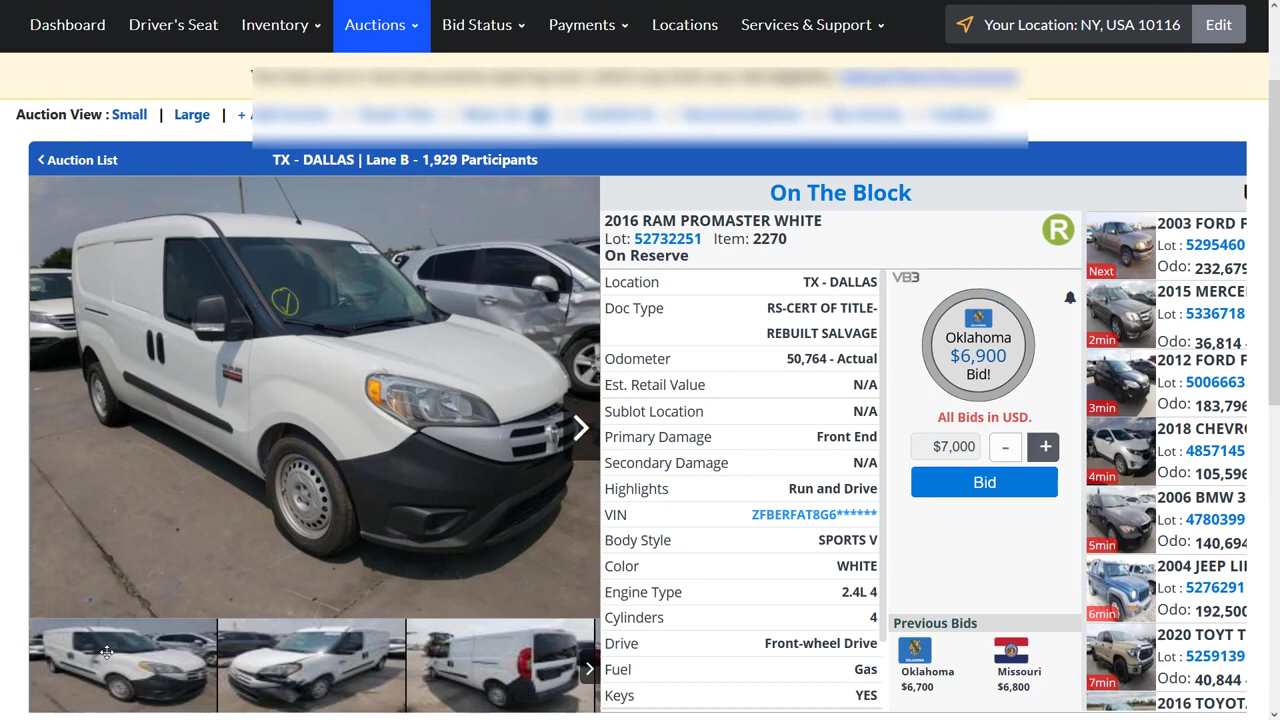 Dashboard Driver's Seat Inventory Auctions Bid Status Payments Locations Services & Support Your Location: NY, USA 10116 Edit
Auction View : Small | Large | +
Auction List TX - DALLAS | Lane B - 1,929 Participants
On The Block
2016 RAM PROMASTER WHITE
Lot: 52732251 Item: 2270
On Reserve
R
Location TX - DALLAS
Doc Type RS-CERT OF TITLE-
REBUILT SALVAGE
Odometer 50,764 - Actual
Est. Retail Value N/A
Sublot Location N/A
Primary Damage Front End
Secondary Damage N/A
Highlights Run and Drive
VIN ZFBERFAT8G6******
Body Style SPORTS V
Color WHITE
Engine Type 2.4L 4
Cylinders 4
Drive Front-wheel Drive
Fuel Gas
Keys YES
VB3
Oklahoma
$6,900
Bid!
All Bids in USD.
$7,000 - +
Bid
Previous Bids
Oklahoma Missouri
$6,700 $6,800
2003 FORD F
Lot : 5295460
Next Odo: 232,679
2015 MERCE
Lot : 5336718
2min Odo: 36,814
2012 FORD F
Lot : 5006663
3min Odo: 183,796
2018 CHEVR
Lot : 4857145
4min Odo: 105,596
2006 BMW 3
Lot : 4780399
5min Odo: 140,694
2004 JEEP LI
Lot : 5276291
6min Odo: 192,500
2020 TOYT T
Lot : 5259139
7min Odo: 40,844 -
2016 TOYOT